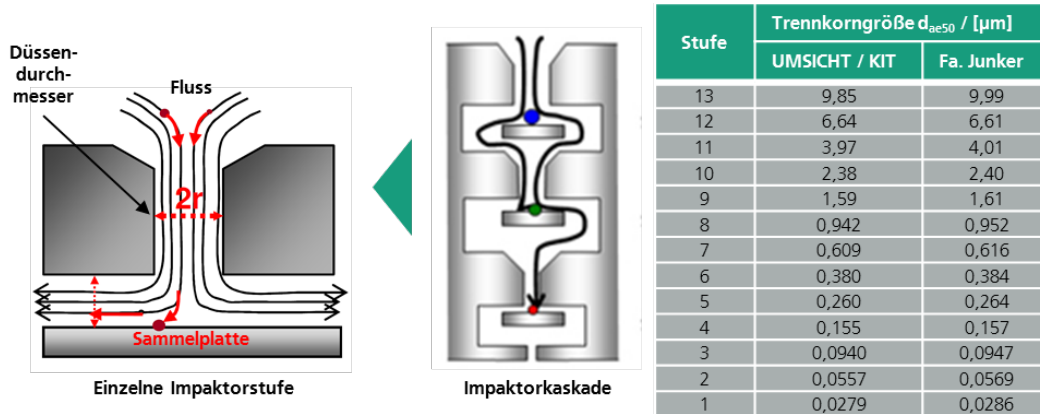 Düssen-
durch-
messer
Fluss
2r
Sammelplatte
Einzelne Impaktorstufe
Impaktorkaskade
Stufe
Trennkorngröße dae50 / [µm]
UMSICHT / KIT Fa. Junker
13 9,85 9,99
12 6,64 6,61
11 3,97 4,01
10 2,38 2,40
9 1,59 1,61
8 0,942 0,952
7 0,609 0,616
6 0,380 0,384
5 0,260 0,264
4 0,155 0,157
3 0,0940 0,0947
2 0,0557 0,0569
1 0,0279 0,0286